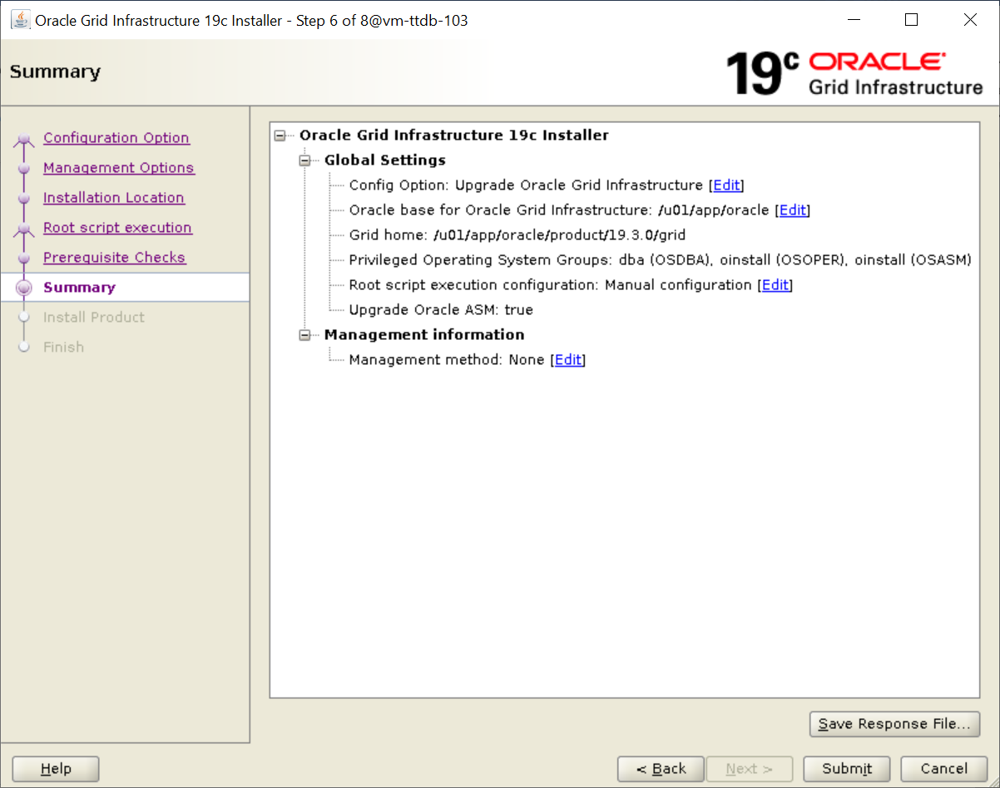 Oracle Grid Infrastructure 19c Installer - Step 6 of 8@vm-ttdb-103
Summary
19c ORACLE
Grid Infrastructure
Configuration Option
Management Options
Installation Location
Root script execution
Prerequisite Checks
Summary
Install Product
Finish
Oracle Grid Infrastructure 19c Installer
Global Settings
Config Option: Upgrade Oracle Grid Infrastructure [Edit]
Oracle base for Oracle Grid Infrastructure: /u01/app/oracle [Edit]
Grid home: /u01/app/oracle/product/19.3.0/grid
Privileged Operating System Groups: dba (OSDBA), oinstall (OSOPER), oinstall (OSASM)
Root script execution configuration: Manual configuration [Edit]
Upgrade Oracle ASM: true
Management information
Management method: None [Edit]
Save Response File...
Help
< Back
Next >
Submit
Cancel